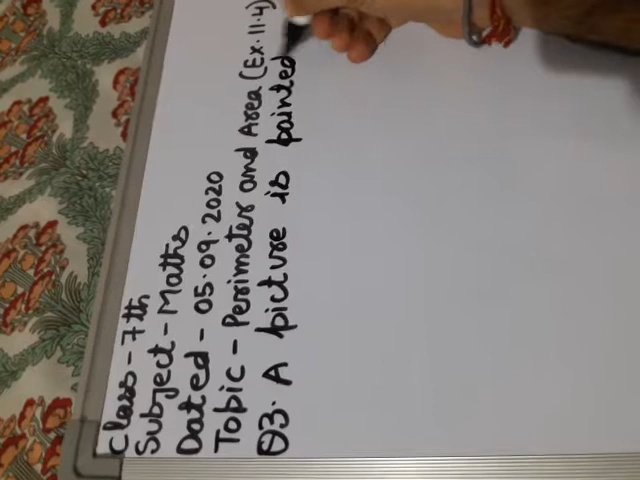 Class - 7th
Subject - Maths
Dated - 05.09.2020
Topic - Perimeter and Area (Ex. 11.4)
Q3. A picture is painted